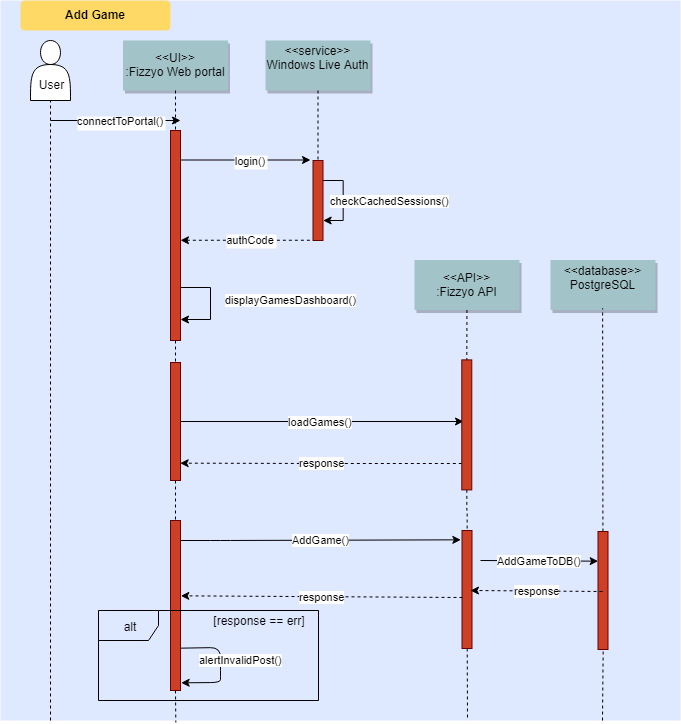 Add Game
User
<<UI>>
:Fizzyo Web portal
<<service>>
Windows Live Auth
connectToPortal()
login()
checkCachedSessions()
authCode
<<API>>
:Fizzyo API
<<database>>
PostgreSQL
displayGamesDashboard()
loadGames()
response
AddGame()
AddGameToDB()
response
response
alt
[response == err]
alertInvalidPost()